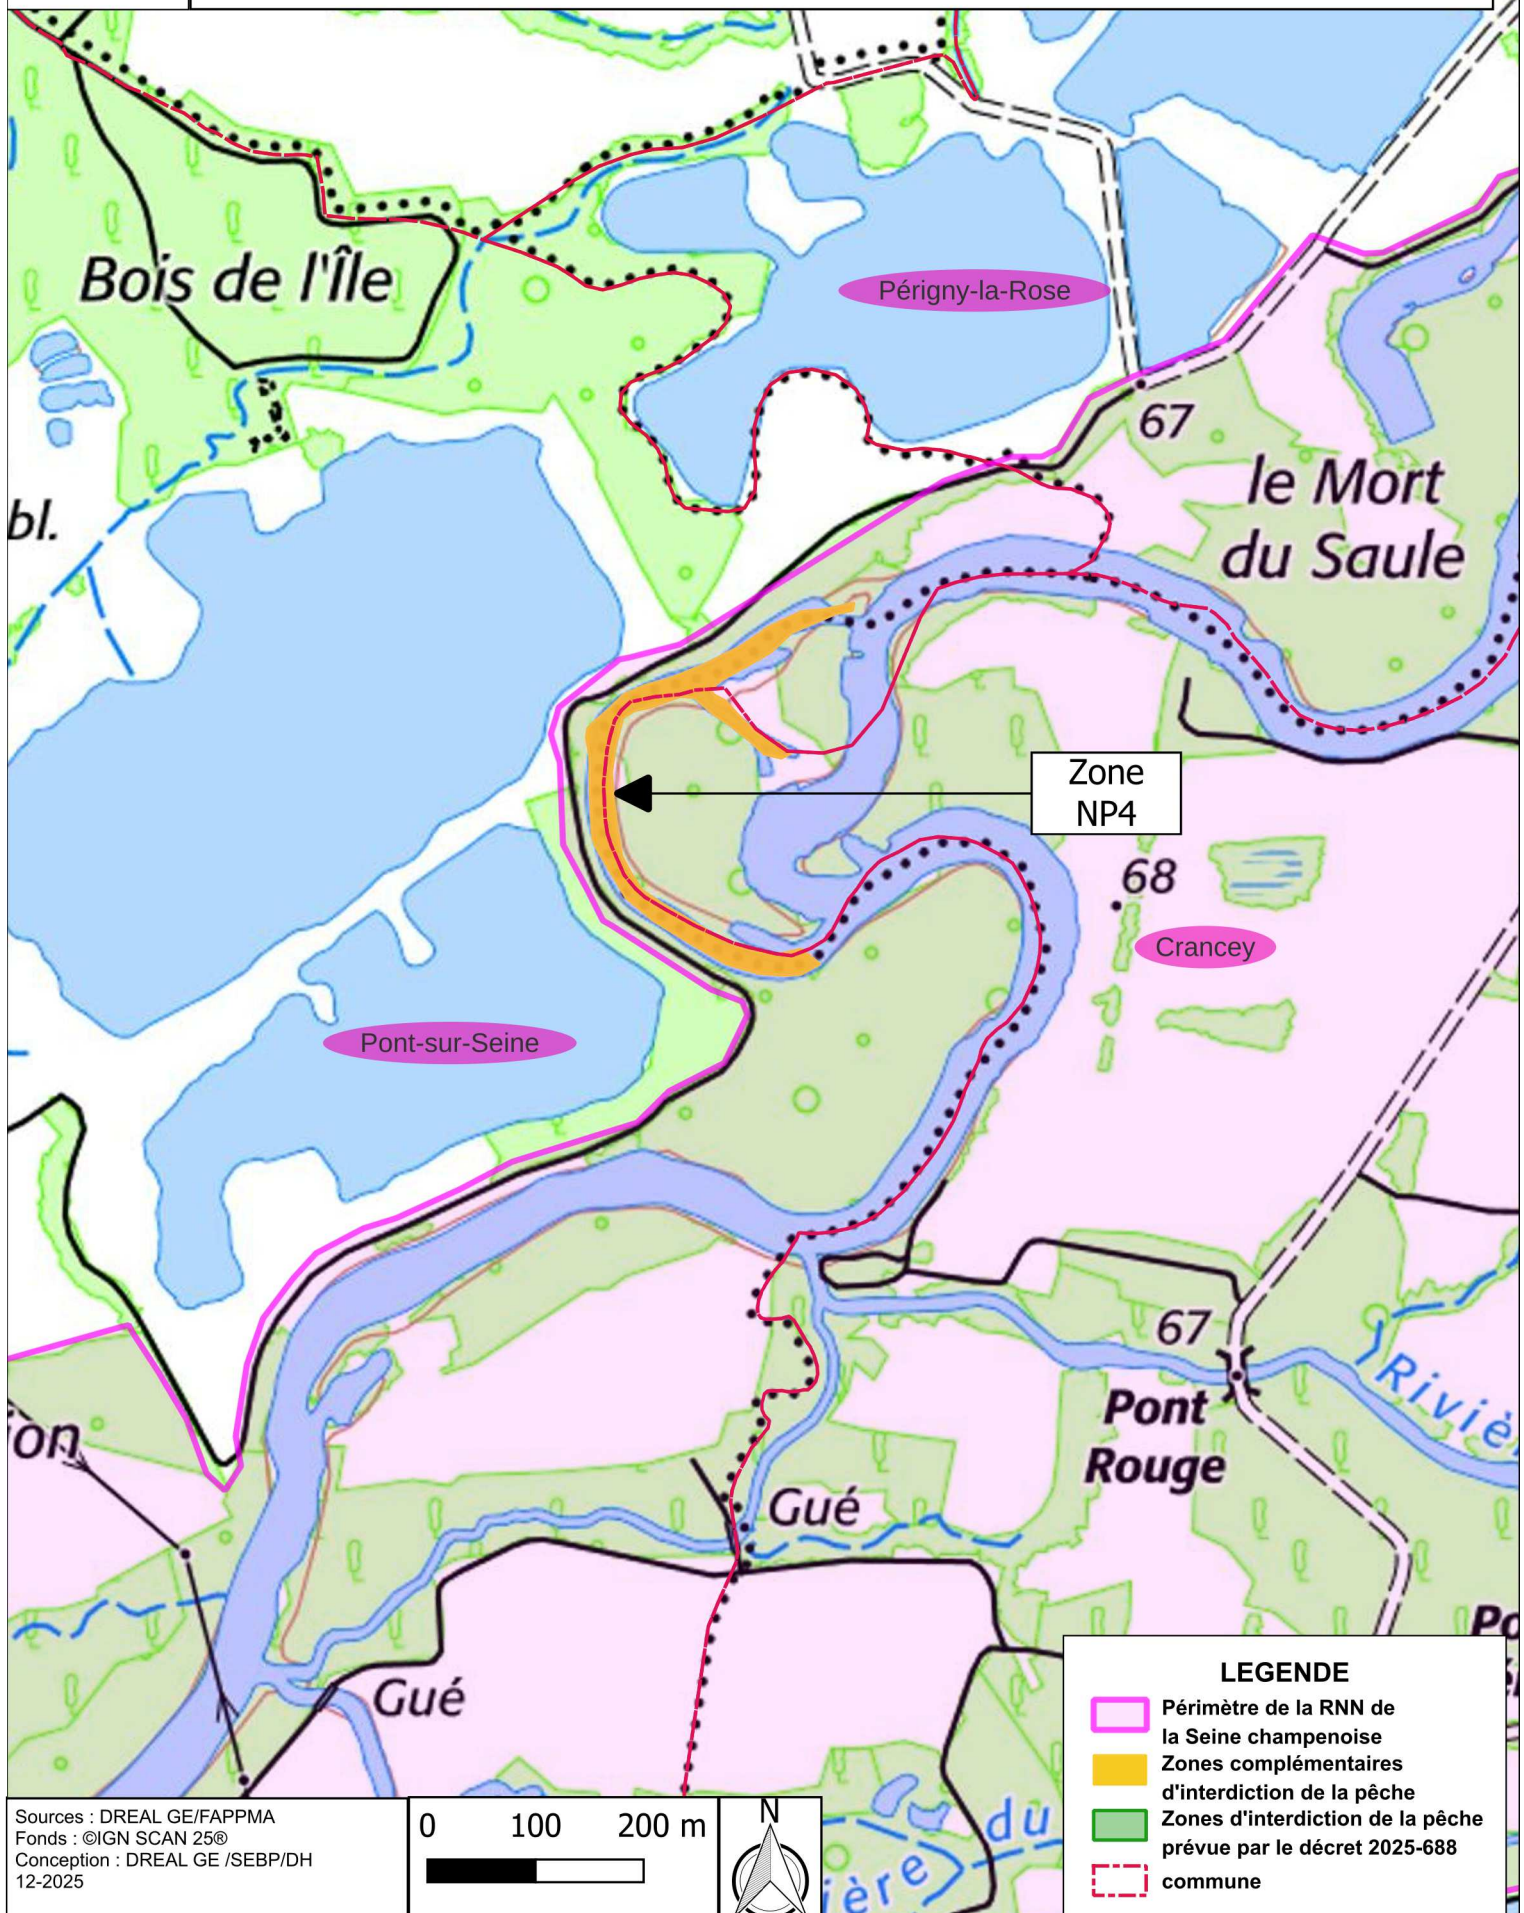 Bois de l'Île
Périgny-la-Rose
67
le Mort
du Saule
bl.
Zone
NP4
68
Crancey
Pont-sur-Seine
67
Pont
Rouge
Gué
Gué
du
LEGENDE
Périmètre de la RNN de
la Seine champenoise
Zones complémentaires
d'interdiction de la pêche
Zones d'interdiction de la pêche
prévue par le décret 2025-688
commune
Sources : DREAL GE/FAPPMA
Fonds : ©IGN SCAN 25®
Conception : DREAL GE /SEBP/DH
12-2025
0 100 200 m
N